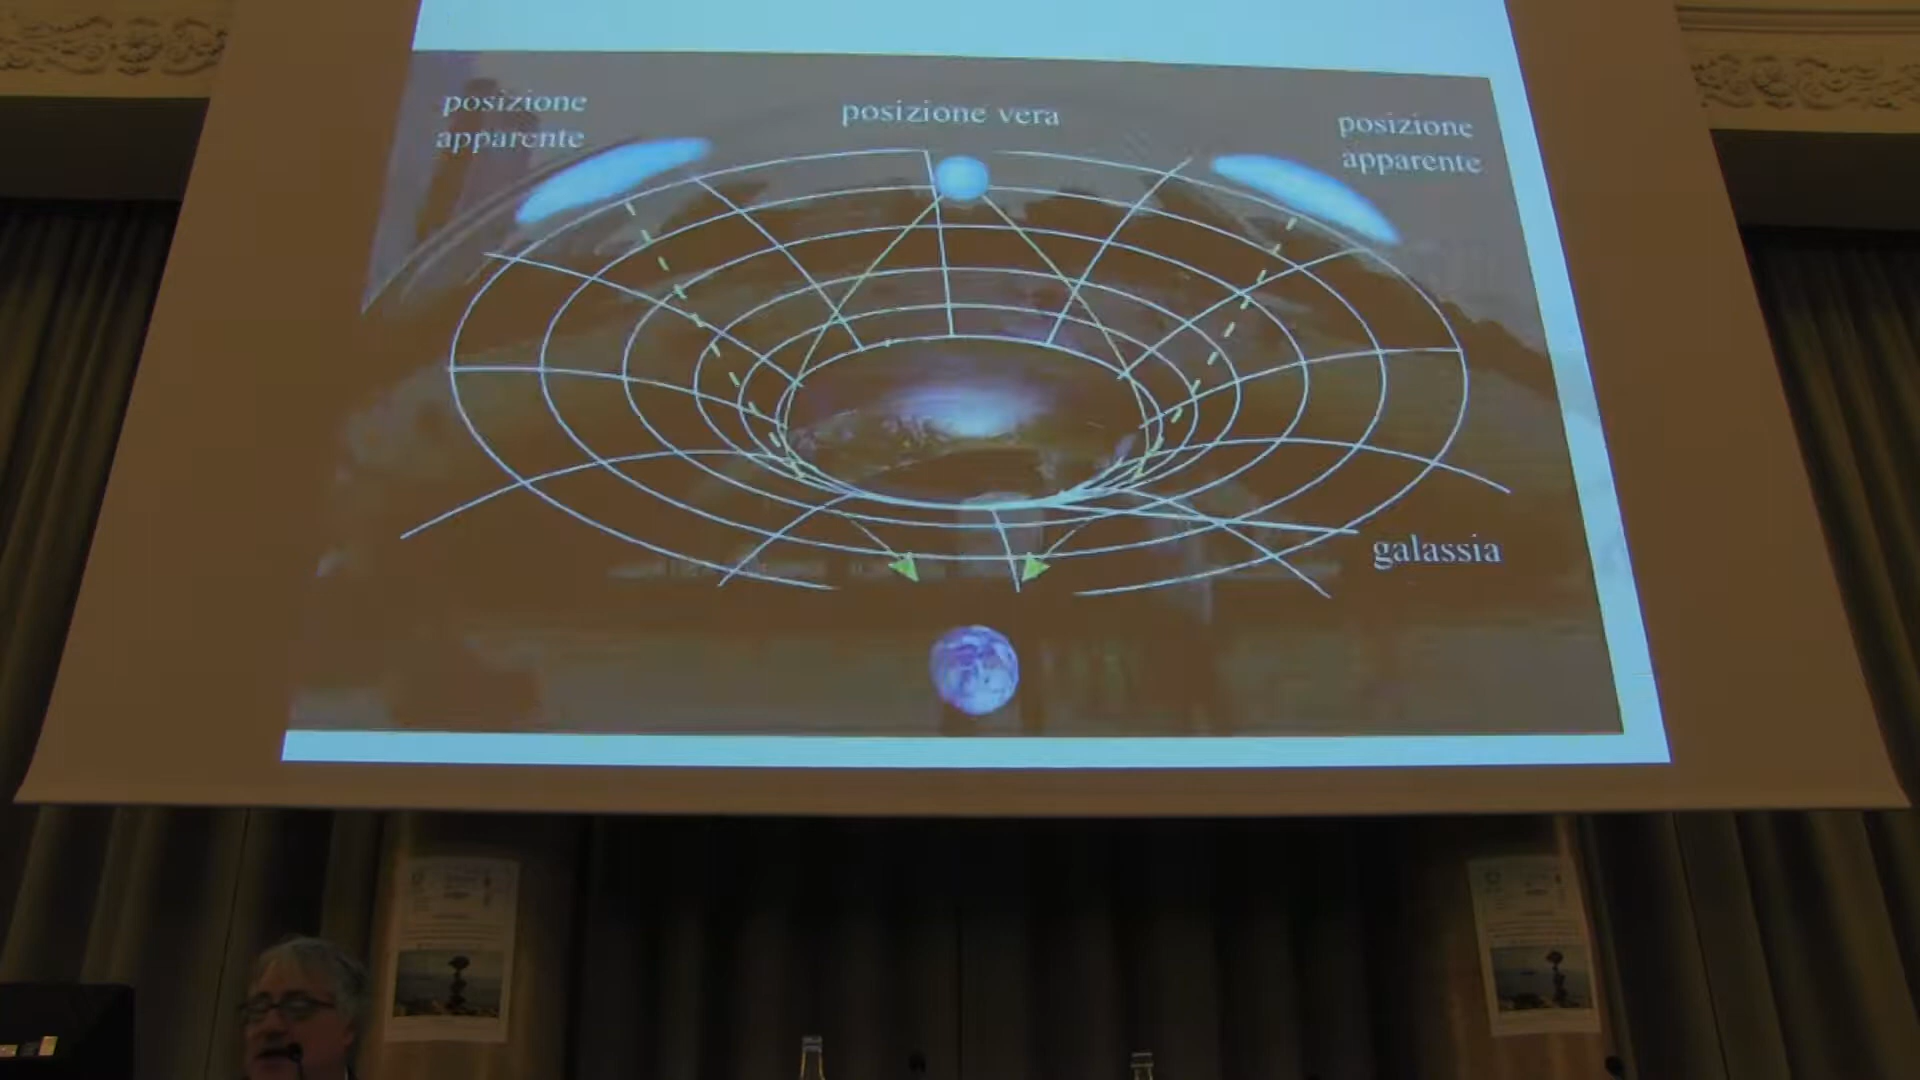 posizione
apparente
posizione vera
posizione
apparente
galassia